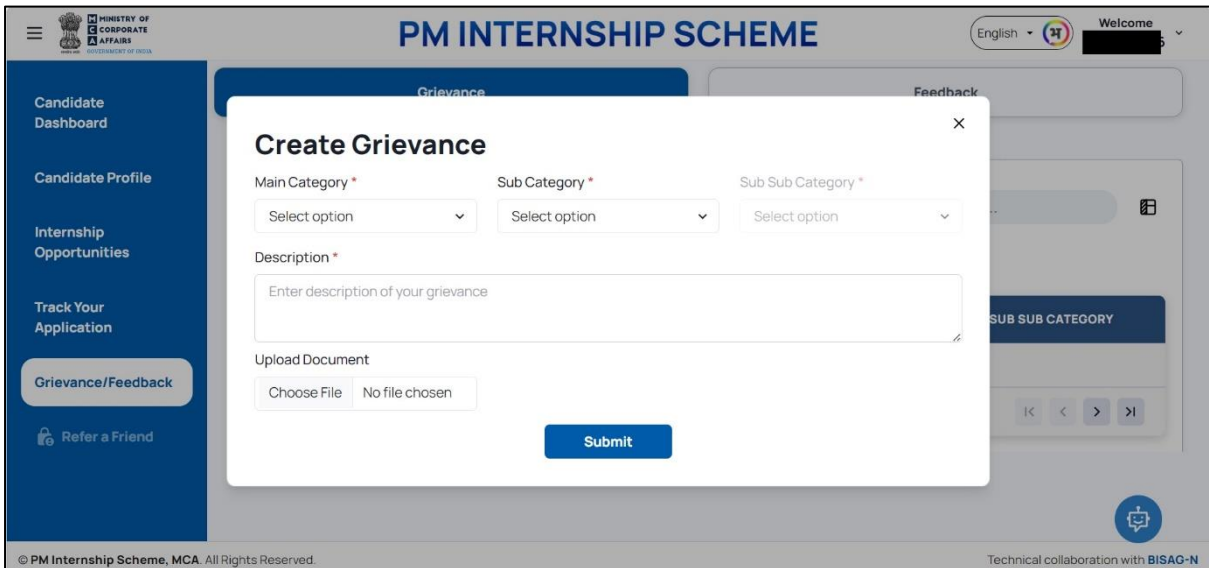 MINISTRY OF
CORPORATE
AFFAIRS
GOVERNMENT OF INDIA
PM INTERNSHIP SCHEME
English
अ
Welcome
Candidate
Dashboard
Candidate Profile
Internship
Opportunities
Track Your
Application
Grievance/Feedback
Refer a Friend
Grievance
Feedback
Create Grievance
Main Category *
Sub Category *
Sub Sub Category *
Select option
Select option
Select option
Description *
Enter description of your grievance
Upload Document
Choose File
No file chosen
Submit
SUB SUB CATEGORY
© PM Internship Scheme, MCA. All Rights Reserved.
Technical collaboration with BISAG-N